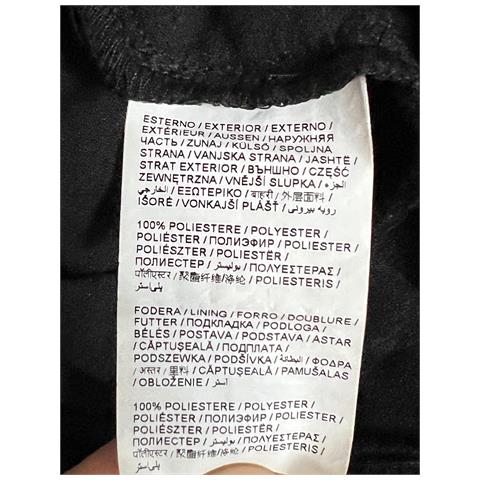 ESTERNO / EXTERIOR / EXTERNO /
EXTÉRIEUR / AUSSEN / НАРУЖНАЯ
ЧАСТЬ / ZUNAJ / KÜLSŐ / SPOLJNA
STRANA / VANJSKA STRANA / JASHTË /
STRAT EXTERIOR / ВЪНШНО / CZĘŚĆ
ZEWNĘTRZNA / VNĚJŠÍ SLUPKA / الجزء
الخارجي / ΕΞΩΤΕΡΙΚΟ / बाहरी / 外层面料 /
IŠORĖ / VONKAJŠÍ PLÁŠŤ / رویه بیرونی
100% POLIESTERE / POLYESTER /
POLIÉSTER / ПОЛИЭФИР / POLIESTER /
POLIÉSZTER / POLIESTER / POLIESTËR /
ПОЛИЕСТЕР / بوليستر / ΠΟΛΥΕΣΤΕΡΑΣ /
पॉलीएस्टर / 聚酯纤维/涤纶 / POLIESTERIS /
پلی‌استر
FODERA / LINING / FORRO / DOUBLURE /
FUTTER / ПОДКЛАДКА / PODLOGA /
BÉLÉS / POSTAVA / PODSTAVA / ASTAR
/ CĂPTUȘEALĂ / ПОДПЛАТА /
PODSZEWKA / PODŠÍVKA / البطانة / ΦΟΔΡΑ
/ अस्तर / 里料 / CĂPTUȘEALĂ / PAMUŠALAS
/ OBLOŽENIE / آستر
100% POLIESTERE / POLYESTER /
POLIÉSTER / ПОЛИЭФИР / POLIESTER /
POLIÉSZTER / POLIESTËR /
ПОЛИЕСТЕР / بوليستر / ΠΟΛΥΕΣΤΕΡΑΣ /
पॉलीएस्टर / 聚酯纤维/涤纶 / POLIESTERIS /
پلی‌استر